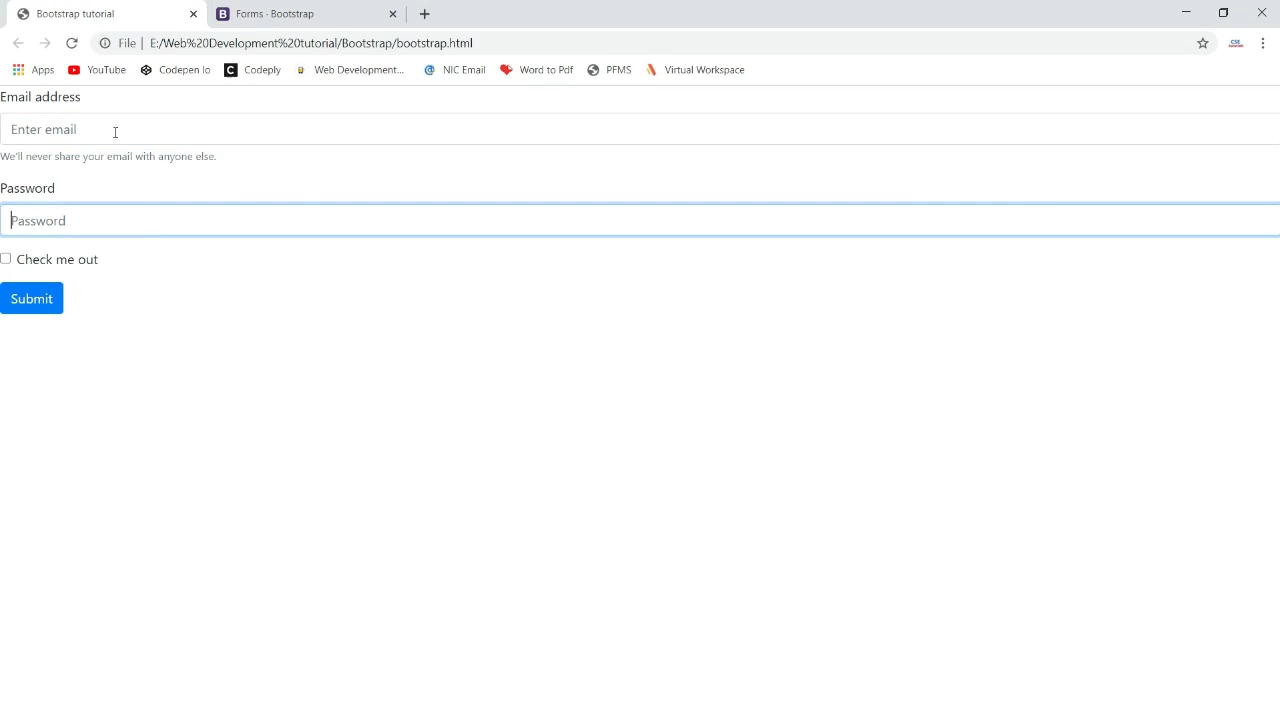 Bootstrap tutorial
B Forms · Bootstrap
File | E:/Web%20Development%20tutorial/Bootstrap/bootstrap.html
Apps YouTube Codepen Io C Codeply Web Development... @ NIC Email Word to Pdf PFMS Virtual Workspace
Email address
Enter email
We'll never share your email with anyone else.
Password
Password
Check me out
Submit